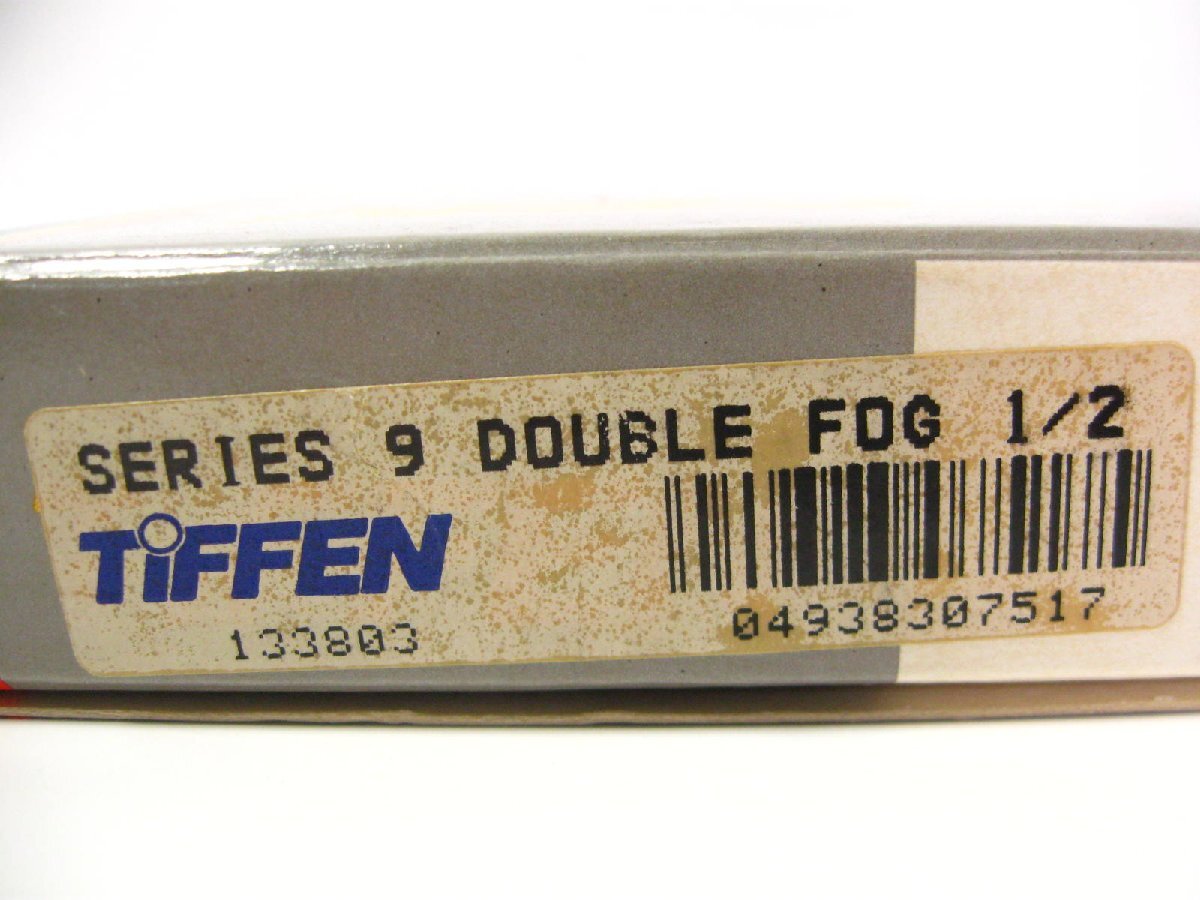 SERIES 9 DOUBLE FOG 1/2
TIFFEN
133803
04938307517